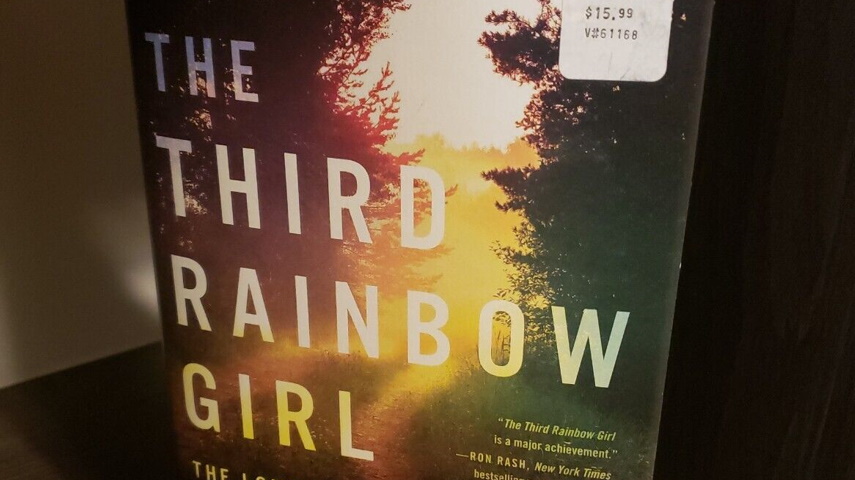 $15.99
V#61168
THE
THIRD
RAINBOW
GIRL
"The Third Rainbow Girl
is a major achievement."
—RON RASH, New York Times
THE